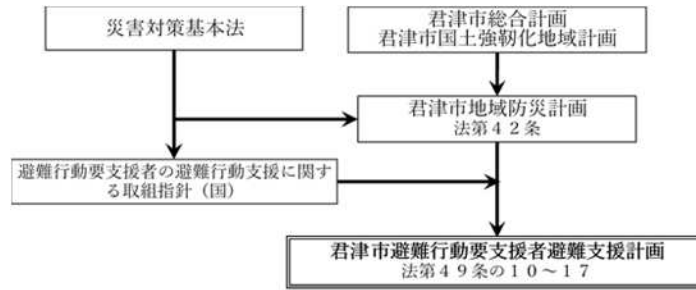 災害対策基本法
君津市総合計画
君津市国土強靭化地域計画
君津市地域防災計画
法第４２条
避難行動要支援者の避難行動支援に関す
る取組指針（国）
君津市避難行動要支援者避難支援計画
法第４９条の１０～１７